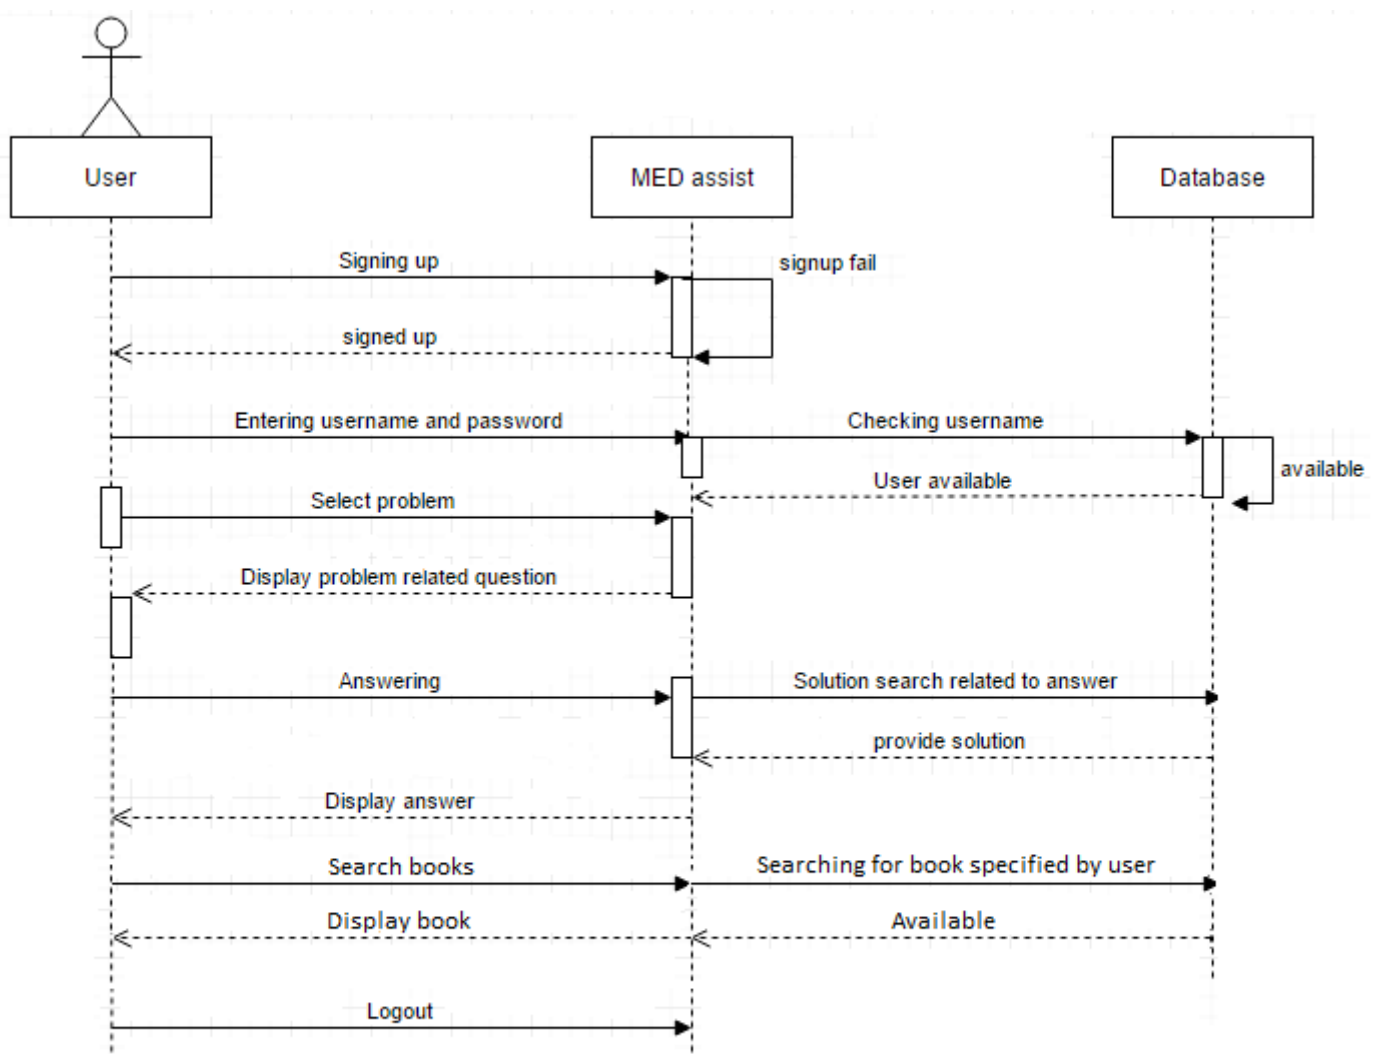 User
MED assist
Database
Signing up
signup fail
signed up
Entering username and password
Checking username
available
User available
Select problem
Display problem related question
Answering
Solution search related to answer
provide solution
Display answer
Search books
Searching for book specified by user
Display book
Available
Logout